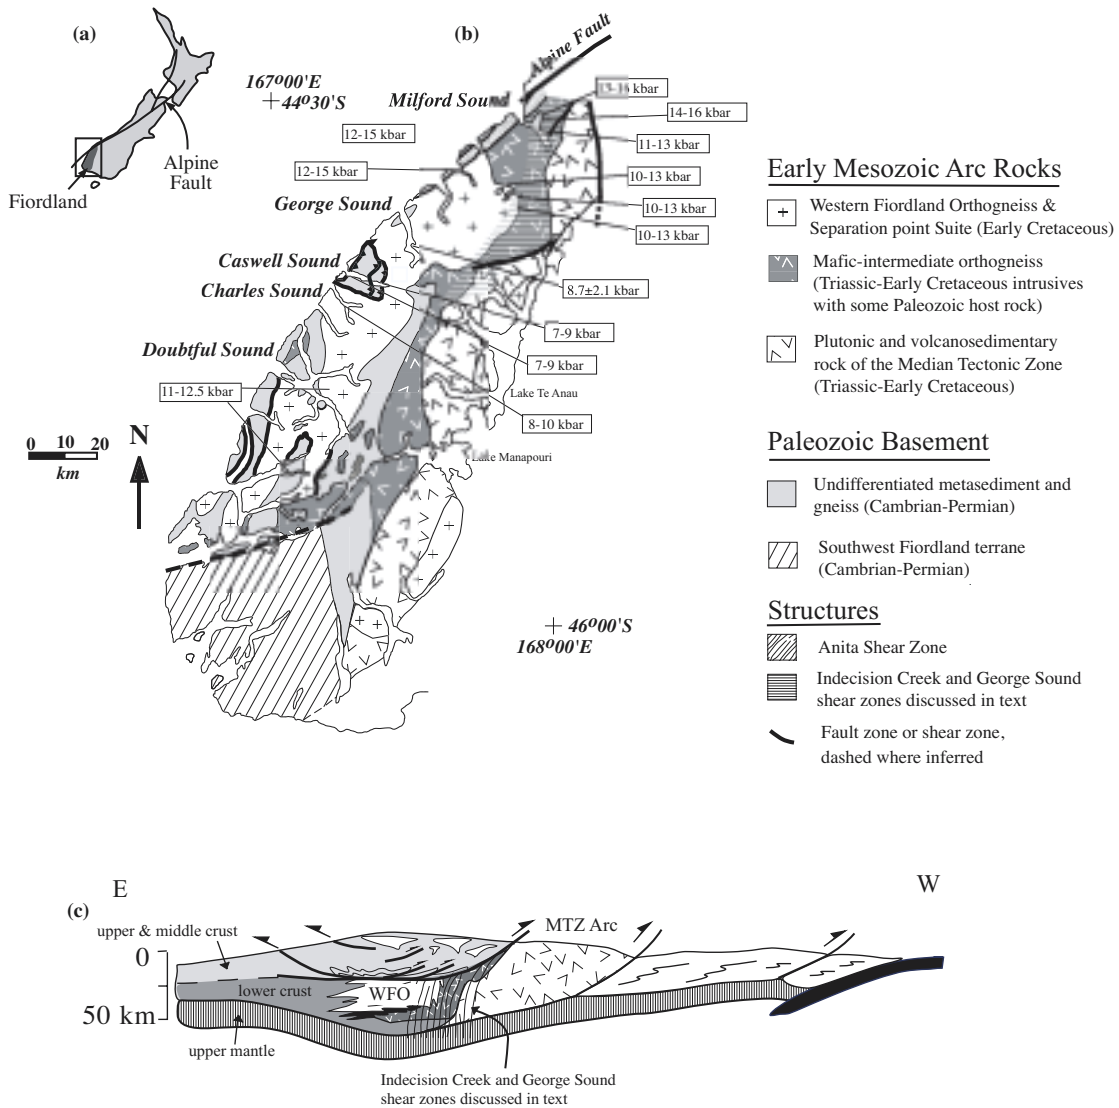 (a)
Alpine
Fault
Fiordland
(b)
Alpine Fault
167º00'E
44º30'S
Milford Sound
13-16 kbar
14-16 kbar
12-15 kbar
11-13 kbar
12-15 kbar
10-13 kbar
George Sound
10-13 kbar
10-13 kbar
Caswell Sound
Charles Sound
8.7±2.1 kbar
7-9 kbar
Doubtful Sound
7-9 kbar
11-12.5 kbar
Lake Te Anau
8-10 kbar
Lake Manapouri
0 10 20
km
N
46º00'S
168º00'E
Early Mesozoic Arc Rocks
Western Fiordland Orthogneiss &
Separation point Suite (Early Cretaceous)
Mafic-intermediate orthogneiss
(Triassic-Early Cretaceous intrusives
with some Paleozoic host rock)
Plutonic and volcanosedimentary
rock of the Median Tectonic Zone
(Triassic-Early Cretaceous)
Paleozoic Basement
Undifferentiated metasediment and
gneiss (Cambrian-Permian)
Southwest Fiordland terrane
(Cambrian-Permian)
Structures
Anita Shear Zone
Indecision Creek and George Sound
shear zones discussed in text
Fault zone or shear zone,
dashed where inferred
E
W
(c)
upper & middle crust
MTZ Arc
0
lower crust
WFO
50 km
upper mantle
Indecision Creek and George Sound
shear zones discussed in text